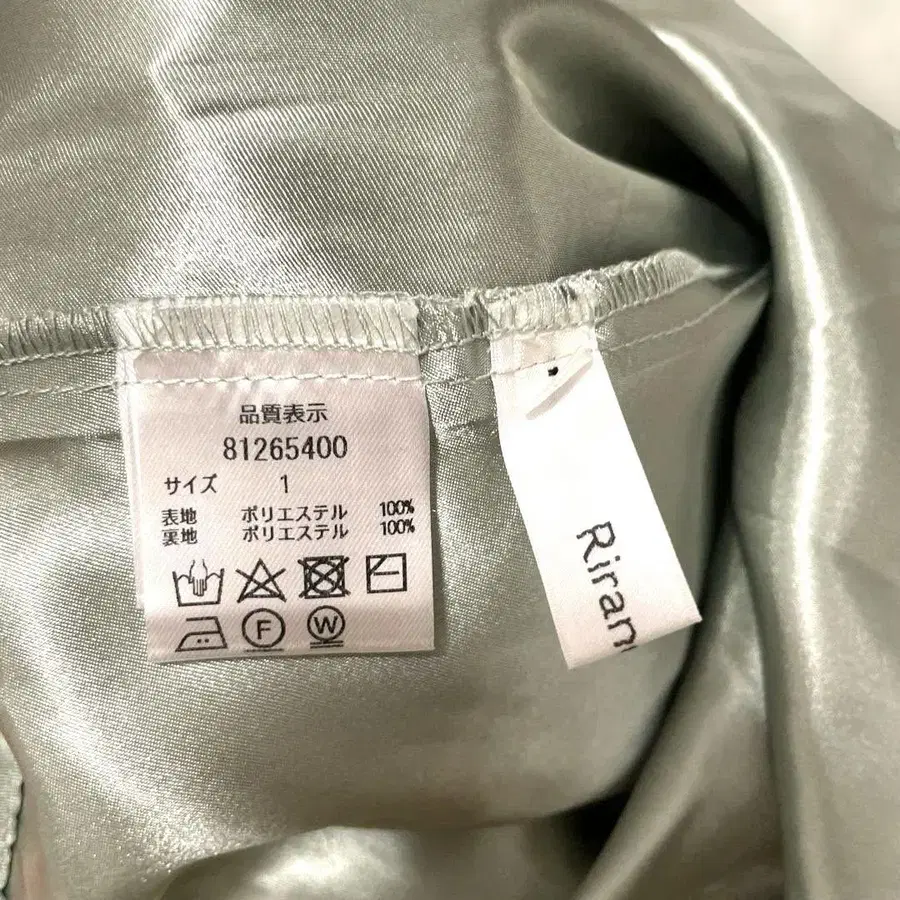 品質表示
81265400
サイズ 1
表地 ポリエステル 100%
裏地 ポリエステル 100%
F
W